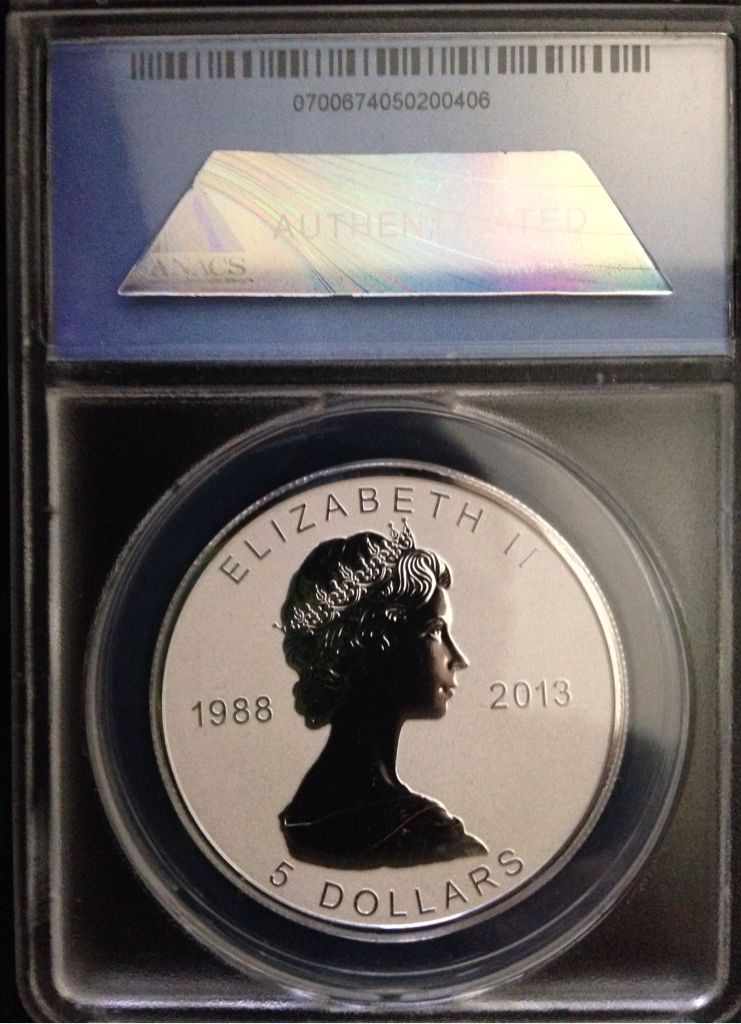 0700674050200406
AUTHENTICATED
ANACS
ELIZABETH II
1988 2013
5 DOLLARS